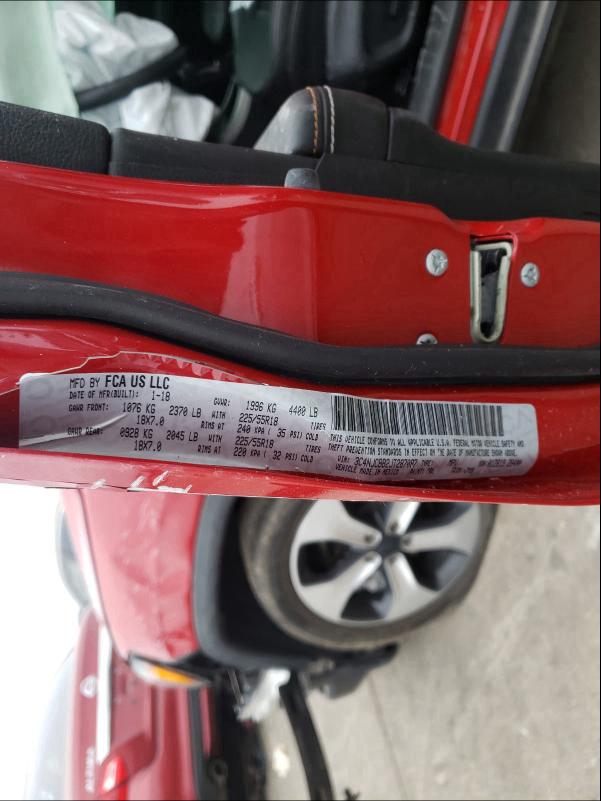 MFD BY FCA US LLC
DATE OF MFR(BUILT): 1-18 GVWR: 1996 KG 4400 LB
GAWR FRONT: 1076 KG 2370 LB WITH 225/55R18 TIRES
18X7.0 RIMS AT 240 KPA / 35 PSI COLD
GAWR REAR: 0928 KG 2045 LB WITH 225/55R18 TIRES
18X7.0 RIMS AT 220 KPA / 32 PSI COLD
THIS VEHICLE CONFORMS TO ALL APPLICABLE U.S.A. FEDERAL MOTOR VEHICLE SAFETY AND
THEFT PREVENTION STANDARDS IN EFFECT ON THE DATE OF MANUFACTURE SHOWN ABOVE.
VIN: TYPE: MPV
VEHICLE MADE IN MEXICO